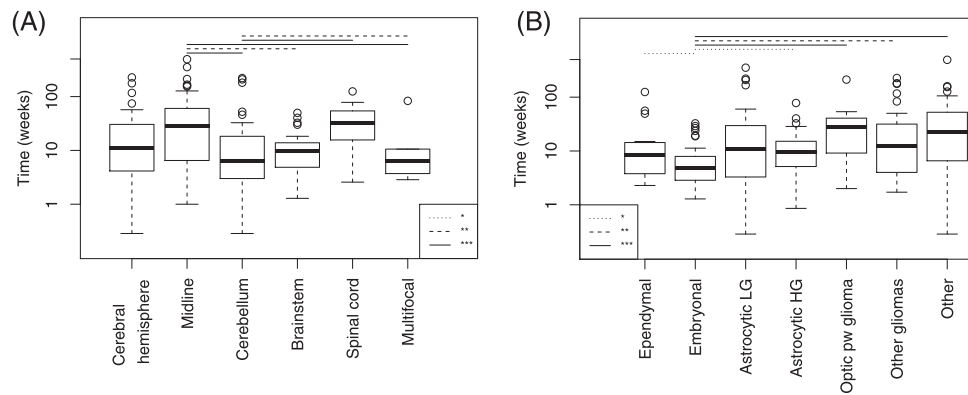 (A)
Time (weeks)
100
10
1
*
**
***
Cerebral
hemisphere
Midline
Cerebellum
Brainstem
Spinal cord
Multifocal
(B)
Time (weeks)
100
10
1
*
**
***
Ependymal
Embryonal
Astrocytic LG
Astrocytic HG
Optic pw glioma
Other gliomas
Other